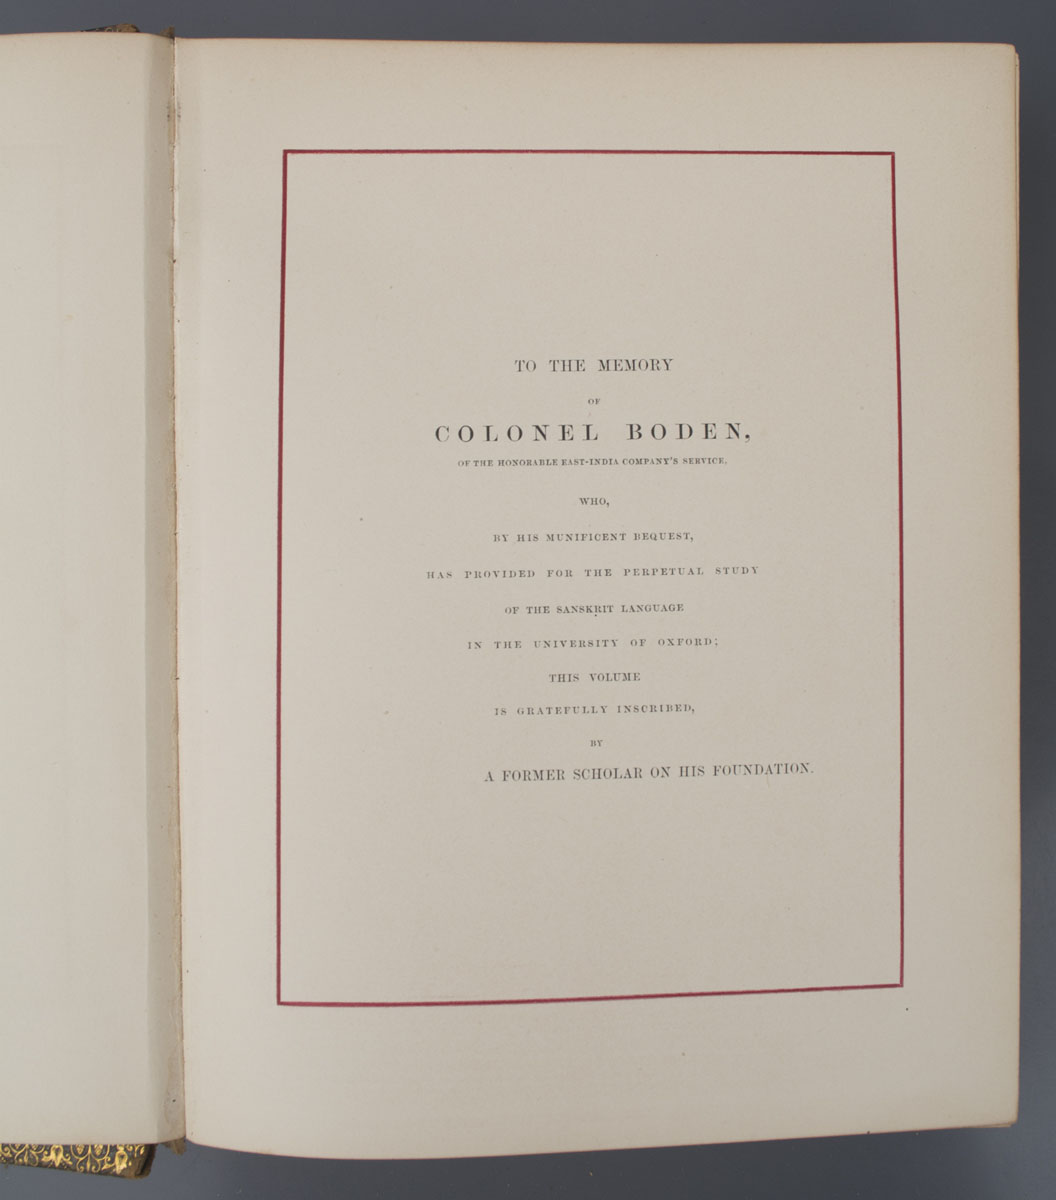 TO THE MEMORY
OF
COLONEL BODEN,
OF THE HONORABLE EAST-INDIA COMPANY'S SERVICE,
WHO,
BY HIS MUNIFICENT BEQUEST,
HAS PROVIDED FOR THE PERPETUAL STUDY
OF THE SANSKRIT LANGUAGE
IN THE UNIVERSITY OF OXFORD;
THIS VOLUME
IS GRATEFULLY INSCRIBED,
BY
A FORMER SCHOLAR ON HIS FOUNDATION.